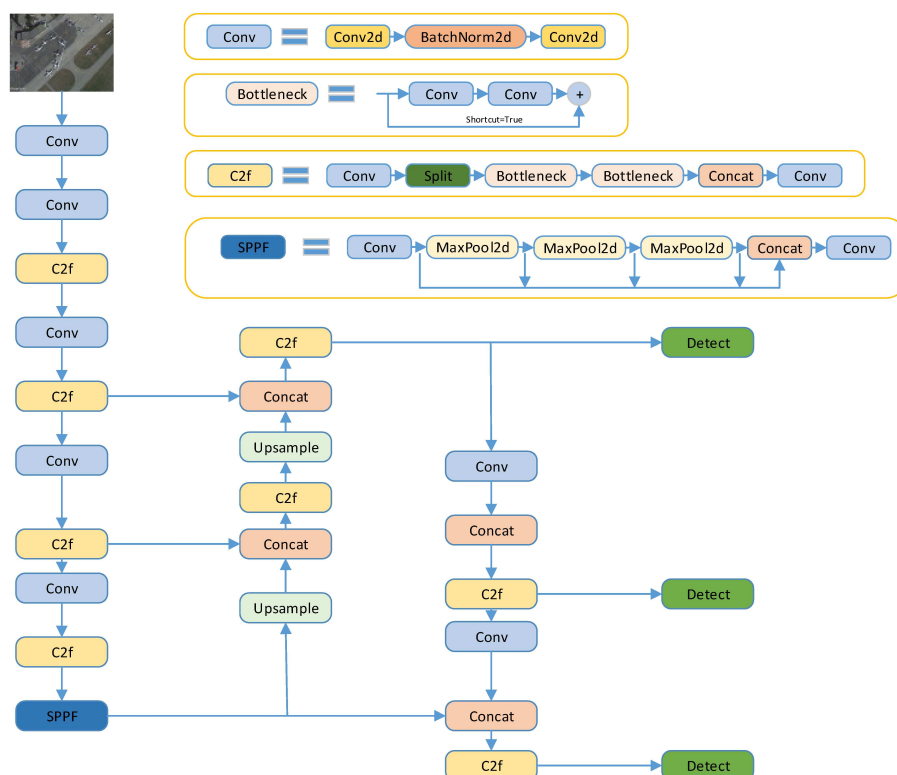 Conv Conv2d BatchNorm2d Conv2d
Bottleneck Conv Conv +
Shortcut=True
C2f Conv Split Bottleneck Bottleneck Concat Conv
SPPF Conv MaxPool2d MaxPool2d MaxPool2d Concat Conv
Conv
Conv
C2f
Conv
C2f
Conv
C2f
Conv
C2f
SPPF
C2f
Concat
Upsample
C2f
Concat
Upsample
Detect
Conv
Concat
C2f
Detect
Conv
Concat
C2f
Detect